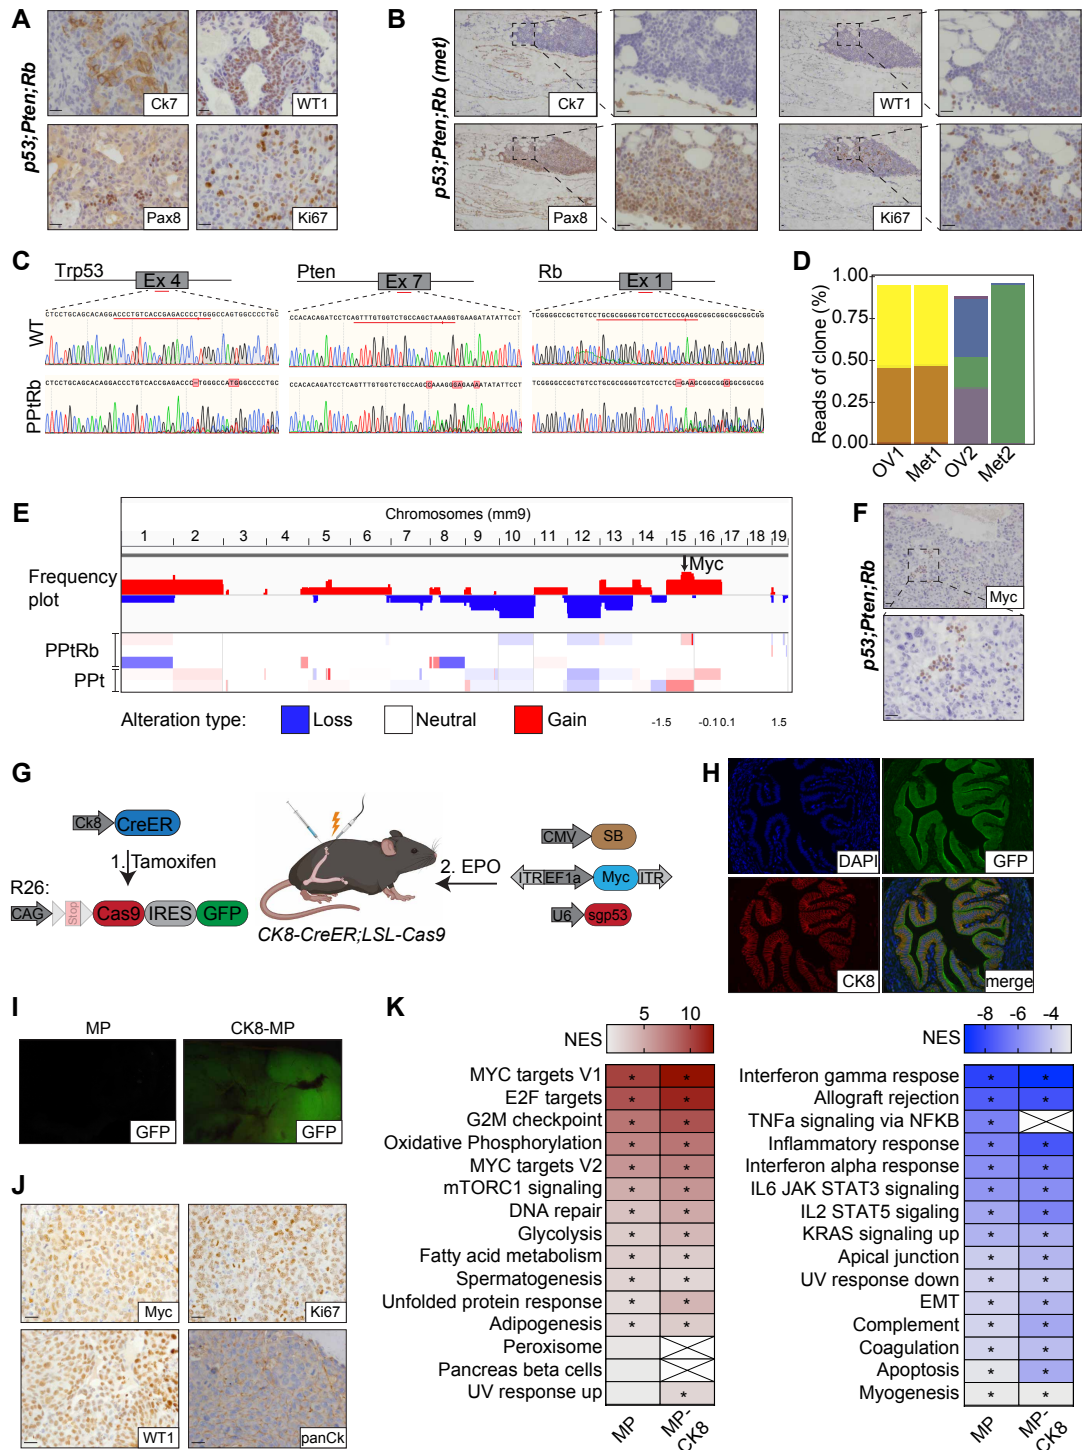 A
p53;Pten;Rb
Ck7
WT1
Pax8
Ki67
B
p53;Pten;Rb (met)
Ck7
WT1
Pax8
Ki67
C
Trp53
Ex 4
Pten
Ex 7
Rb
Ex 1
WT
CTCCTGCAGCACAGGACCCTGTCACCGAGACCCCTGGGCCAGTGGCCCCTGC
CCACACAGATCCTCAGTTTGTGGTCTGCCAGCTAAAGGTGAAGATATATTCCT
TCGGGGCCGCTGTCCTGCGCGGGGTCGTCCTCCCGAGGCGGCGGCGGCGGCGG
PPtRb
D
Reads of clone (%)
1.00
0.75
0.50
0.25
0.00
OV1
Met1
OV2
Met2
E
Chromosomes (mm9)
1 2 3 4 5 6 7 8 9 10 11 12 13 14 15 16 17 18 19
Myc
Frequency
plot
PPtRb
PPt
Alteration type:
Loss
Neutral
Gain
-1.5 -0.1 0.1 1.5
F
p53;Pten;Rb
Myc
G
Ck8
CreER
1. Tamoxifen
R26:
CAG
Stop
Cas9
IRES
GFP
CK8-CreER;LSL-Cas9
2. EPO
CMV
SB
ITR
EF1a
Myc
ITR
U6
sgp53
H
DAPI
GFP
CK8
merge
I
MP
CK8-MP
GFP
GFP
J
Myc
Ki67
WT1
panCk
K
5 10
NES
MYC targets V1 * *
E2F targets * *
G2M checkpoint * *
Oxidative Phosphorylation * *
MYC targets V2 * *
mTORC1 signaling * *
DNA repair * *
Glycolysis * *
Fatty acid metabolism * *
Spermatogenesis * *
Unfolded protein response * *
Adipogenesis * *
Peroxisome
Pancreas beta cells
UV response up *
MP
MP-
CK8
-8 -6 -4
NES
Interferon gamma respose * *
Allograft rejection * *
TNFa signaling via NFKB *
Inflammatory response * *
Interferon alpha response * *
IL6 JAK STAT3 signaling * *
IL2 STAT5 sigaling * *
KRAS signaling up * *
Apical junction * *
UV response down * *
EMT * *
Complement * *
Coagulation * *
Apoptosis * *
Myogenesis * *
MP
MP-
CK8